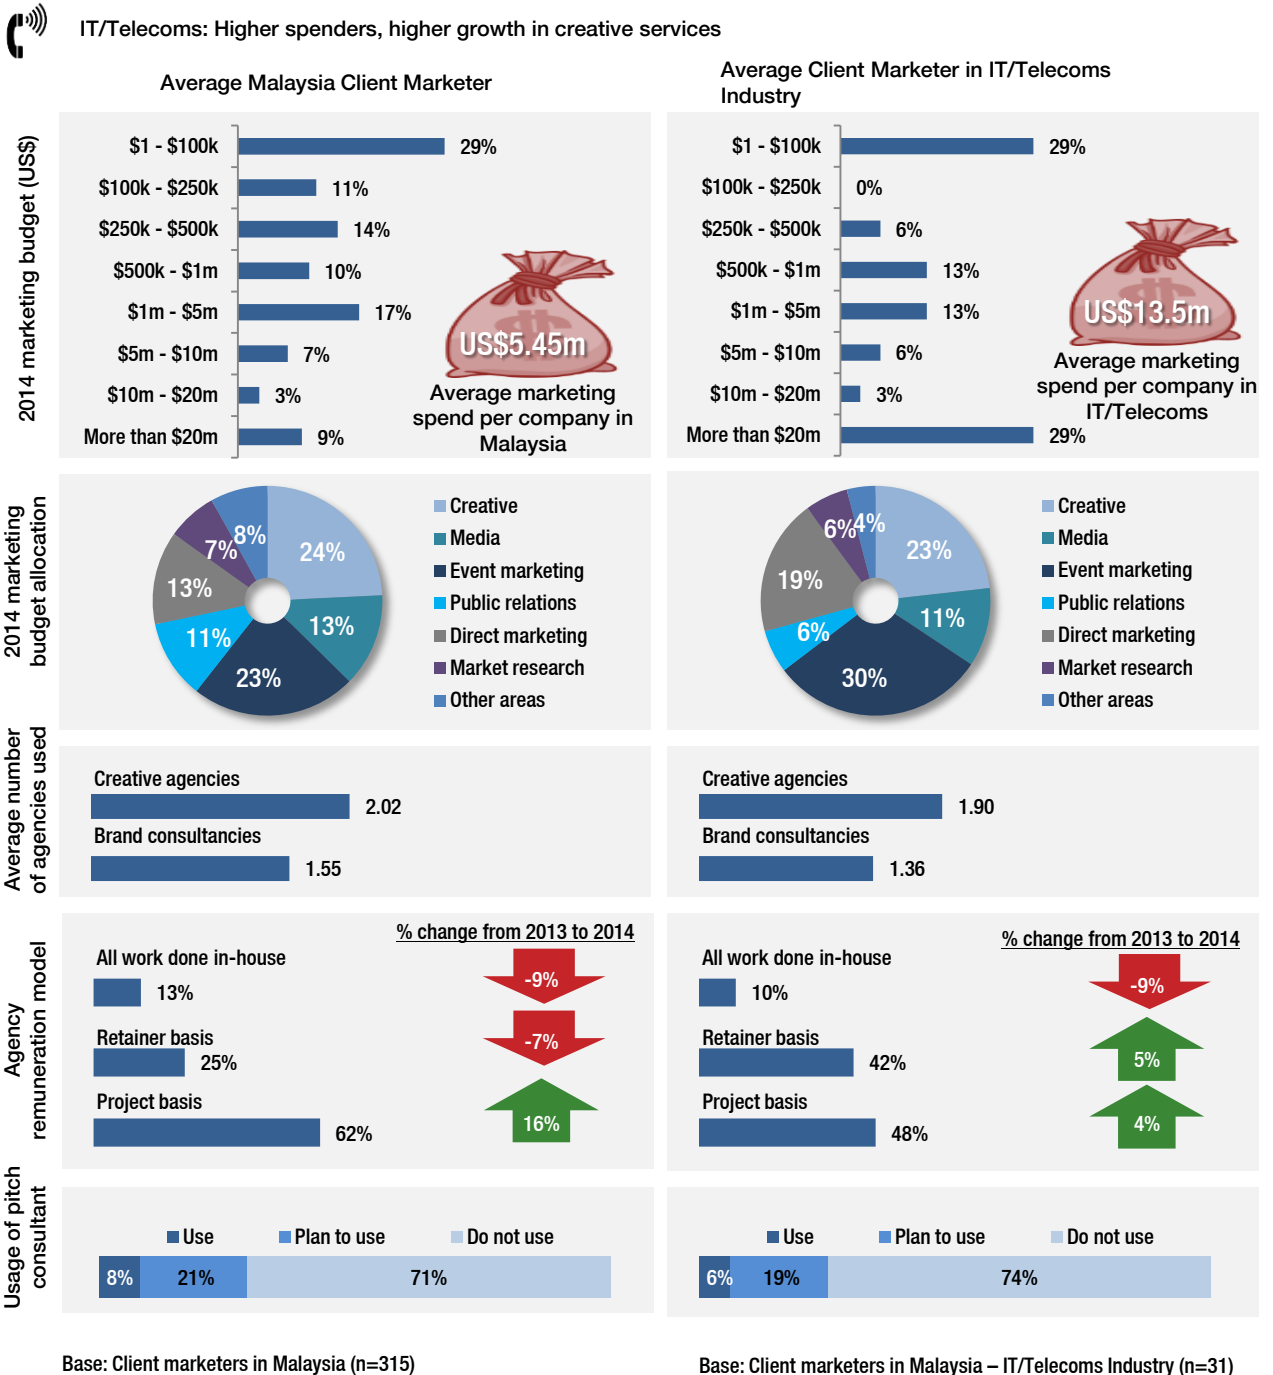 IT/Telecoms: Higher spenders, higher growth in creative services
Average Malaysia Client Marketer
Average Client Marketer in IT/Telecoms
Industry
2014 marketing budget (US$)
$1 - $100k
29%
$100k - $250k
11%
$250k - $500k
14%
$500k - $1m
10%
$1m - $5m
17%
$5m - $10m
7%
$10m - $20m
3%
More than $20m
9%
US$5.45m
Average marketing
spend per company in
Malaysia
$1 - $100k
29%
$100k - $250k
0%
$250k - $500k
6%
$500k - $1m
13%
$1m - $5m
13%
$5m - $10m
6%
$10m - $20m
3%
More than $20m
29%
US$13.5m
Average marketing
spend per company in
IT/Telecoms
2014 marketing
budget allocation
24%
13%
23%
11%
13%
7%
8%
Creative
Media
Event marketing
Public relations
Direct marketing
Market research
Other areas
23%
11%
30%
6%
19%
6%
4%
Creative
Media
Event marketing
Public relations
Direct marketing
Market research
Other areas
Average number
of agencies used
Creative agencies
2.02
Brand consultancies
1.55
Creative agencies
1.90
Brand consultancies
1.36
Agency
remuneration model
% change from 2013 to 2014
All work done in-house
13%
-9%
Retainer basis
25%
-7%
Project basis
62%
16%
% change from 2013 to 2014
All work done in-house
10%
-9%
Retainer basis
42%
5%
Project basis
48%
4%
Usage of pitch
consultant
Use
Plan to use
Do not use
8%
21%
71%
Use
Plan to use
Do not use
6%
19%
74%
Base: Client marketers in Malaysia (n=315)
Base: Client marketers in Malaysia – IT/Telecoms Industry (n=31)